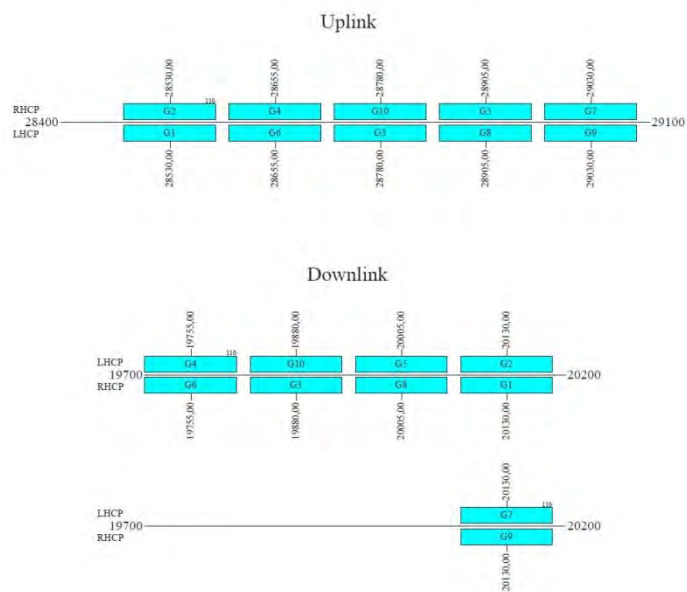 Uplink
28530,00 28655,00 28780,00 28905,00 29030,00
110
RHCP G2 G4 G10 G5 G7
28400 29100
LHCP G1 G6 G3 G8 G9
28530,00 28655,00 28780,00 28905,00 29030,00
Downlink
19755,00 19880,00 20005,00 20130,00
110
LHCP G4 G10 G5 G2
19700 20200
RHCP G6 G3 G8 G1
19755,00 19880,00 20005,00 20130,00
20130,00
110
LHCP G7
19700 20200
RHCP G9
20130,00